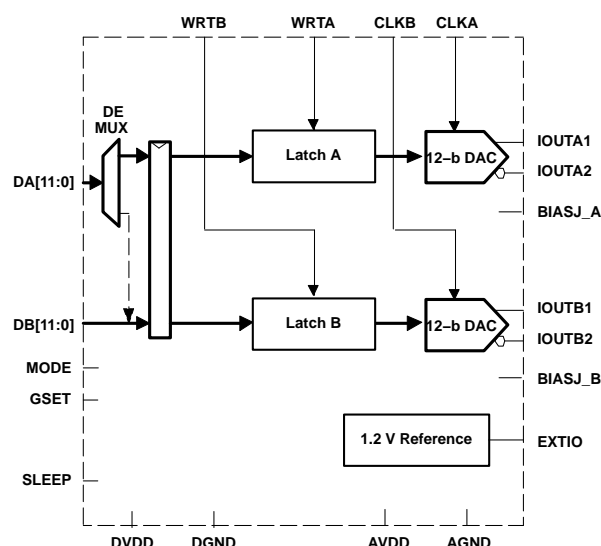 WRTB WRTA CLKB CLKA
DE
MUX
DA[11:0]
Latch A
12–b DAC
IOUTA1
IOUTA2
BIASJ_A
DB[11:0]
Latch B
12–b DAC
IOUTB1
IOUTB2
BIASJ_B
MODE
GSET
1.2 V Reference
EXTIO
SLEEP
DVDD DGND AVDD AGND